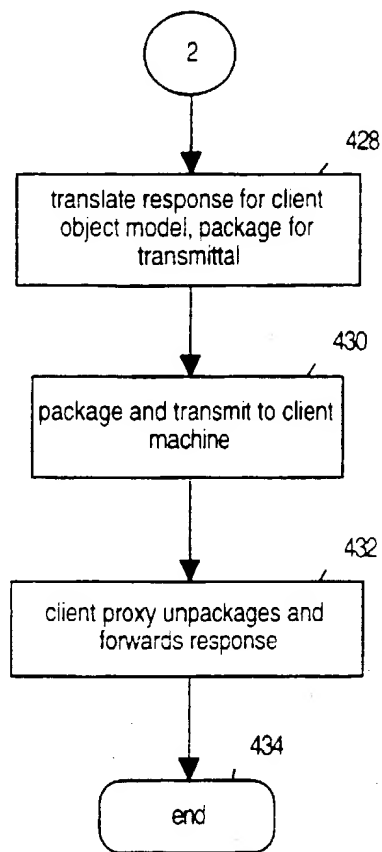 2
428
translate response for client
object model, package for
transmittal
430
package and transmit to client
machine
432
client proxy unpackages and
forwards response
434
end